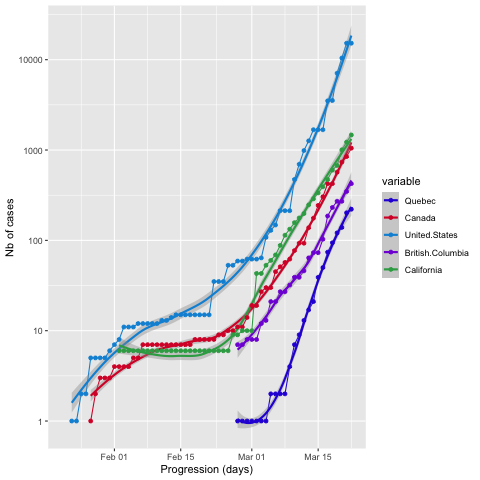 Nb of cases
10000
1000
100
10
1
Feb 01
Feb 15
Mar 01
Mar 15
Progression (days)
variable
Quebec
Canada
United.States
British.Columbia
California